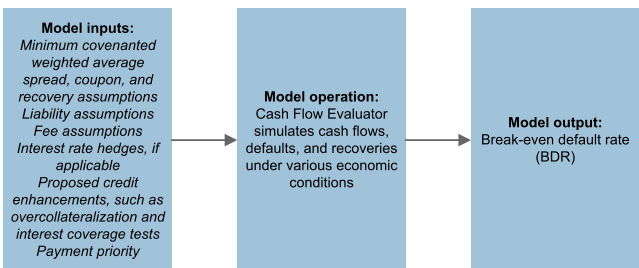 Model inputs:
Minimum covenanted
weighted average
spread, coupon, and
recovery assumptions
Liability assumptions
Fee assumptions
Interest rate hedges, if
applicable
Proposed credit
enhancements, such as
overcollateralization and
interest coverage tests
Payment priority
Model operation:
Cash Flow Evaluator
simulates cash flows,
defaults, and recoveries
under various economic
conditions
Model output:
Break-even default rate
(BDR)